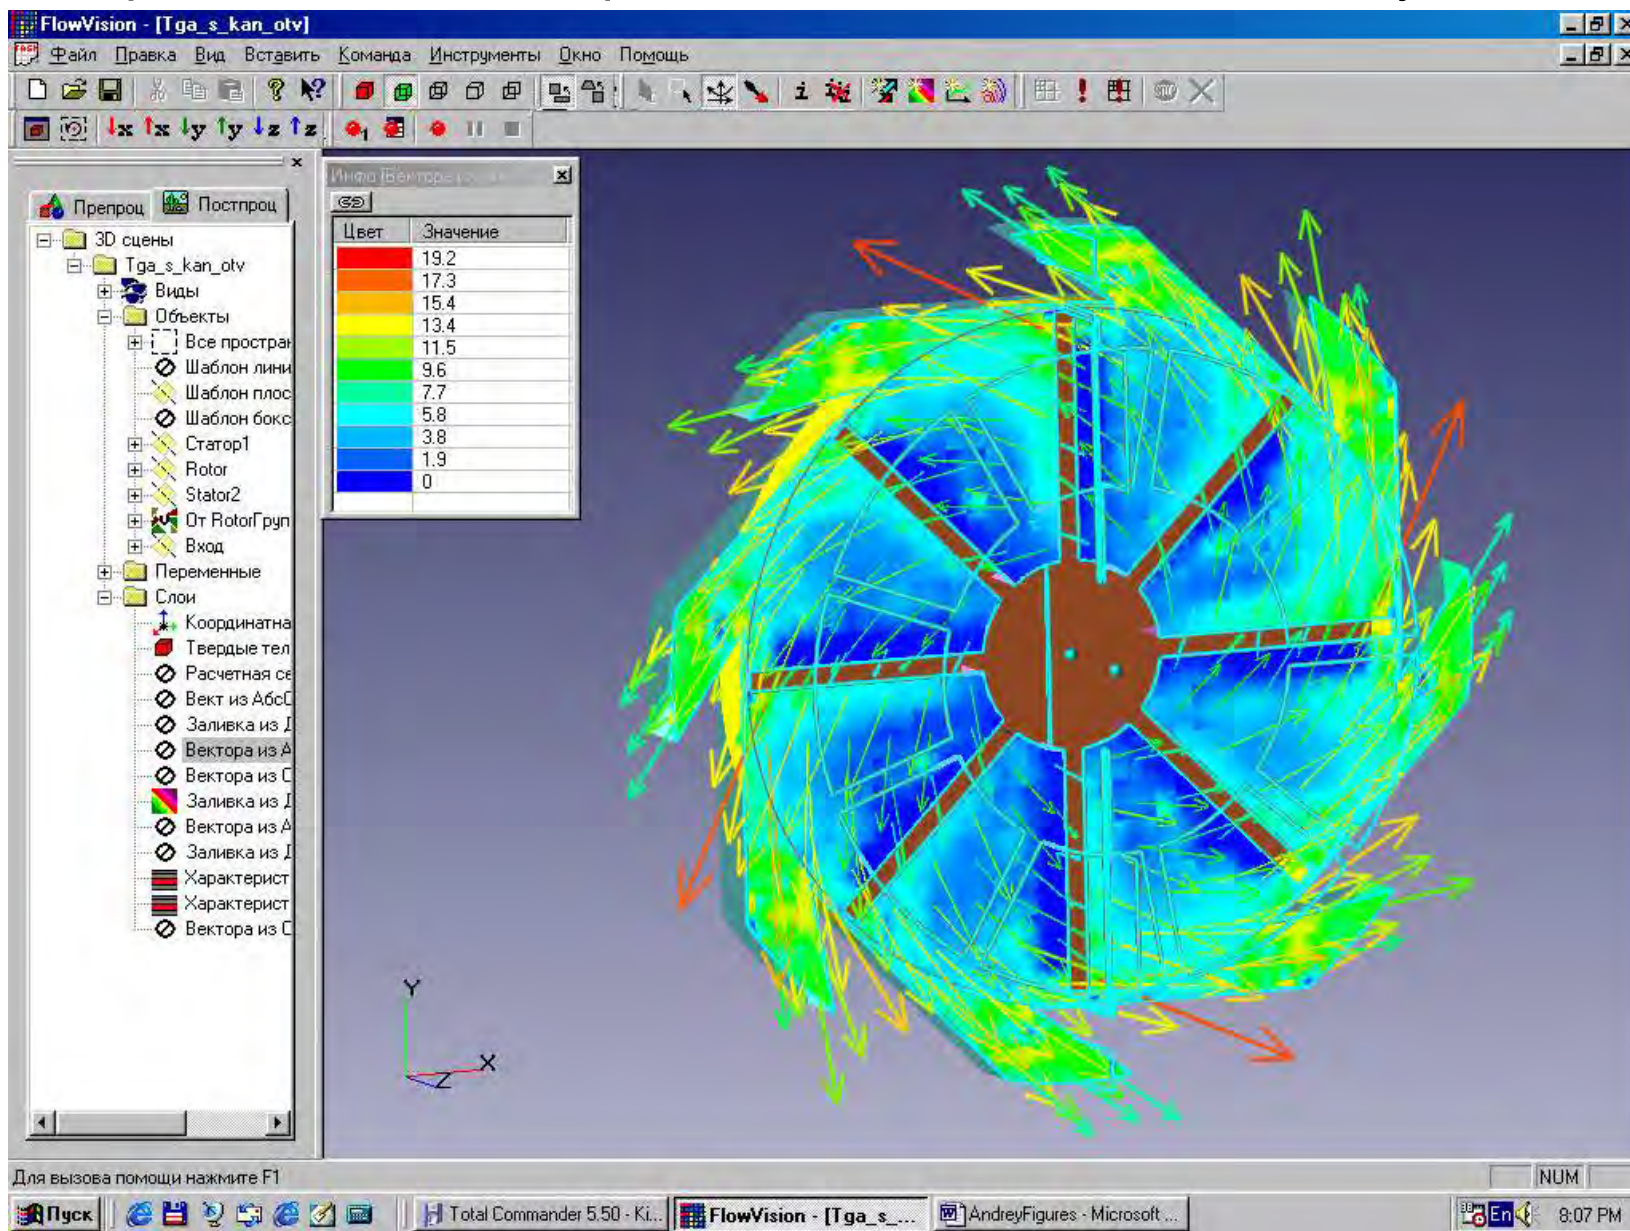 FlowVision - [Tga_s_kan_otv]
Файл Правка Вид Вставить Команда Инструменты Окно Помощь
x x y y z z
Препроц Постпроц
3D сцены
Tga_s_kan_otv
Виды
Объекты
Все простран
Шаблон лини
Шаблон плос
Шаблон бокс
Статор1
Rotor
Stator2
От RotorГруп
Вход
Переменные
Слои
Координатна
Твердые тел
Расчетная се
Вект из Абс
Заливка из Д
Вектора из А
Вектора из С
Заливка из Д
Вектора из А
Заливка из Д
Характерист
Характерист
Вектора из С
Цвет Значение
19.2
17.3
15.4
13.4
11.5
9.6
7.7
5.8
3.8
1.9
0
Y
X
Z
Для вызова помощи нажмите F1
NUM
Пуск
Total Commander 5.50 - Ki...
FlowVision - [Tga_s_...
AndreyFigures - Microsoft ...
En
8:07 PM